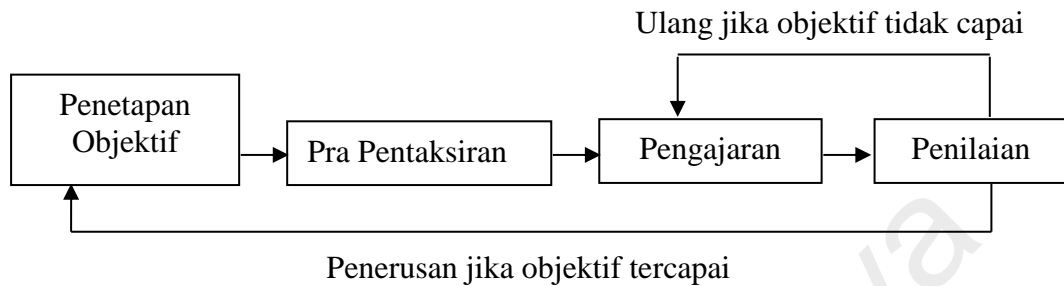 Ulang jika objektif tidak capai
Penetapan
Objektif
Pra Pentaksiran
Pengajaran
Penilaian
Penerusan jika objektif tercapai